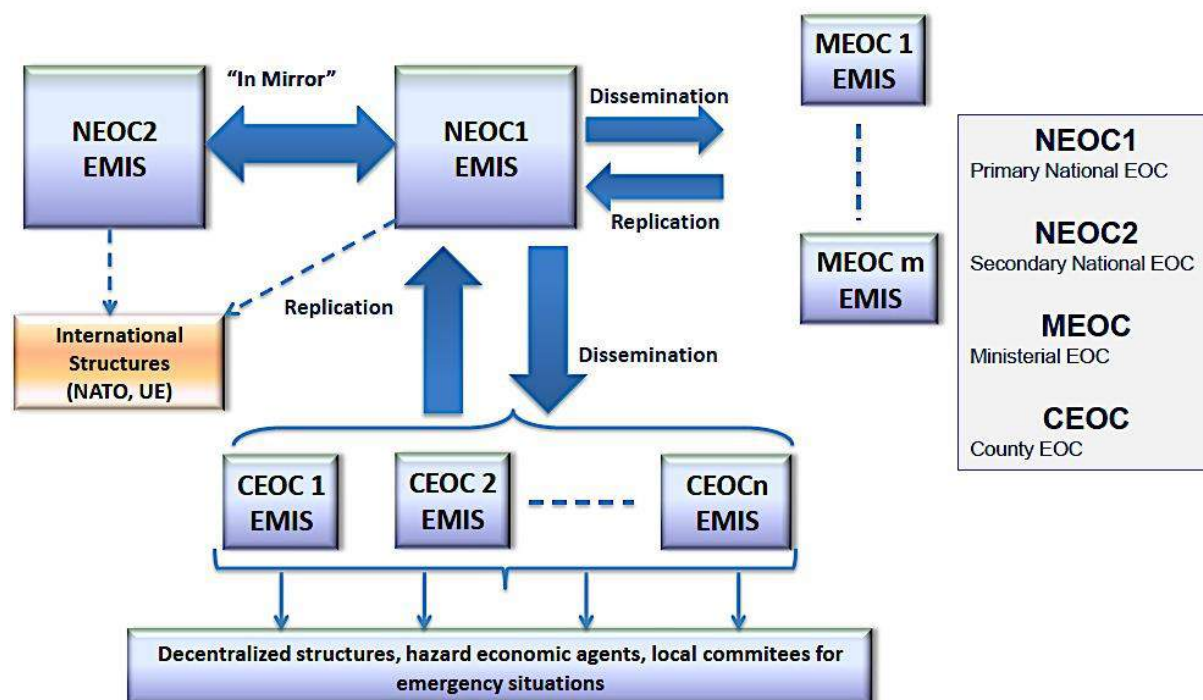 NEOC2
EMIS
“In Mirror”
NEOC1
EMIS
Dissemination
Replication
MEOC 1
EMIS
MEOC m
EMIS
International
Structures
(NATO, UE)
Replication
Dissemination
CEOC 1
EMIS
CEOC 2
EMIS
CEOCn
EMIS
Decentralized structures, hazard economic agents, local commitees for
emergency situations
NEOC1
Primary National EOC
NEOC2
Secondary National EOC
MEOC
Ministerial EOC
CEOC
County EOC